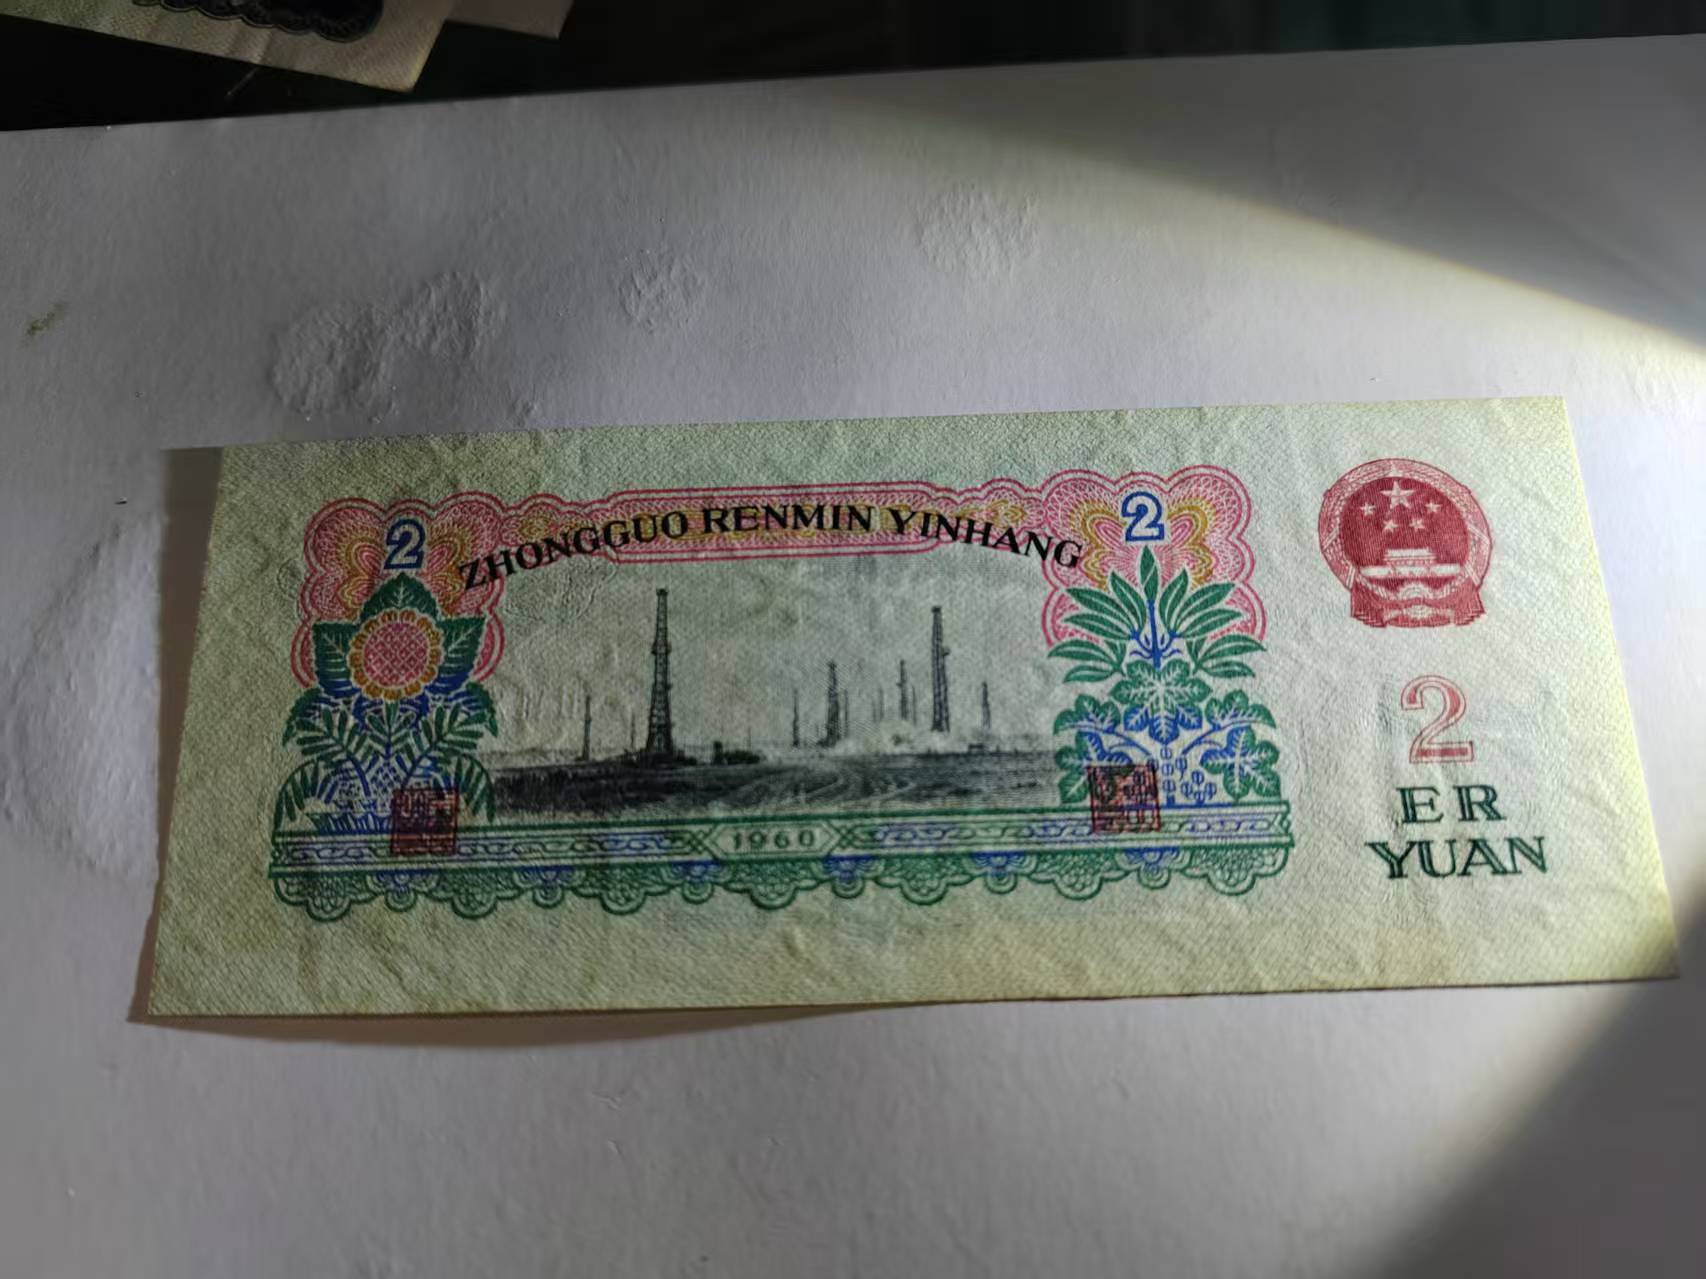 2
ZHONGGUO RENMIN YINHANG
2
1960
2
ER
YUAN